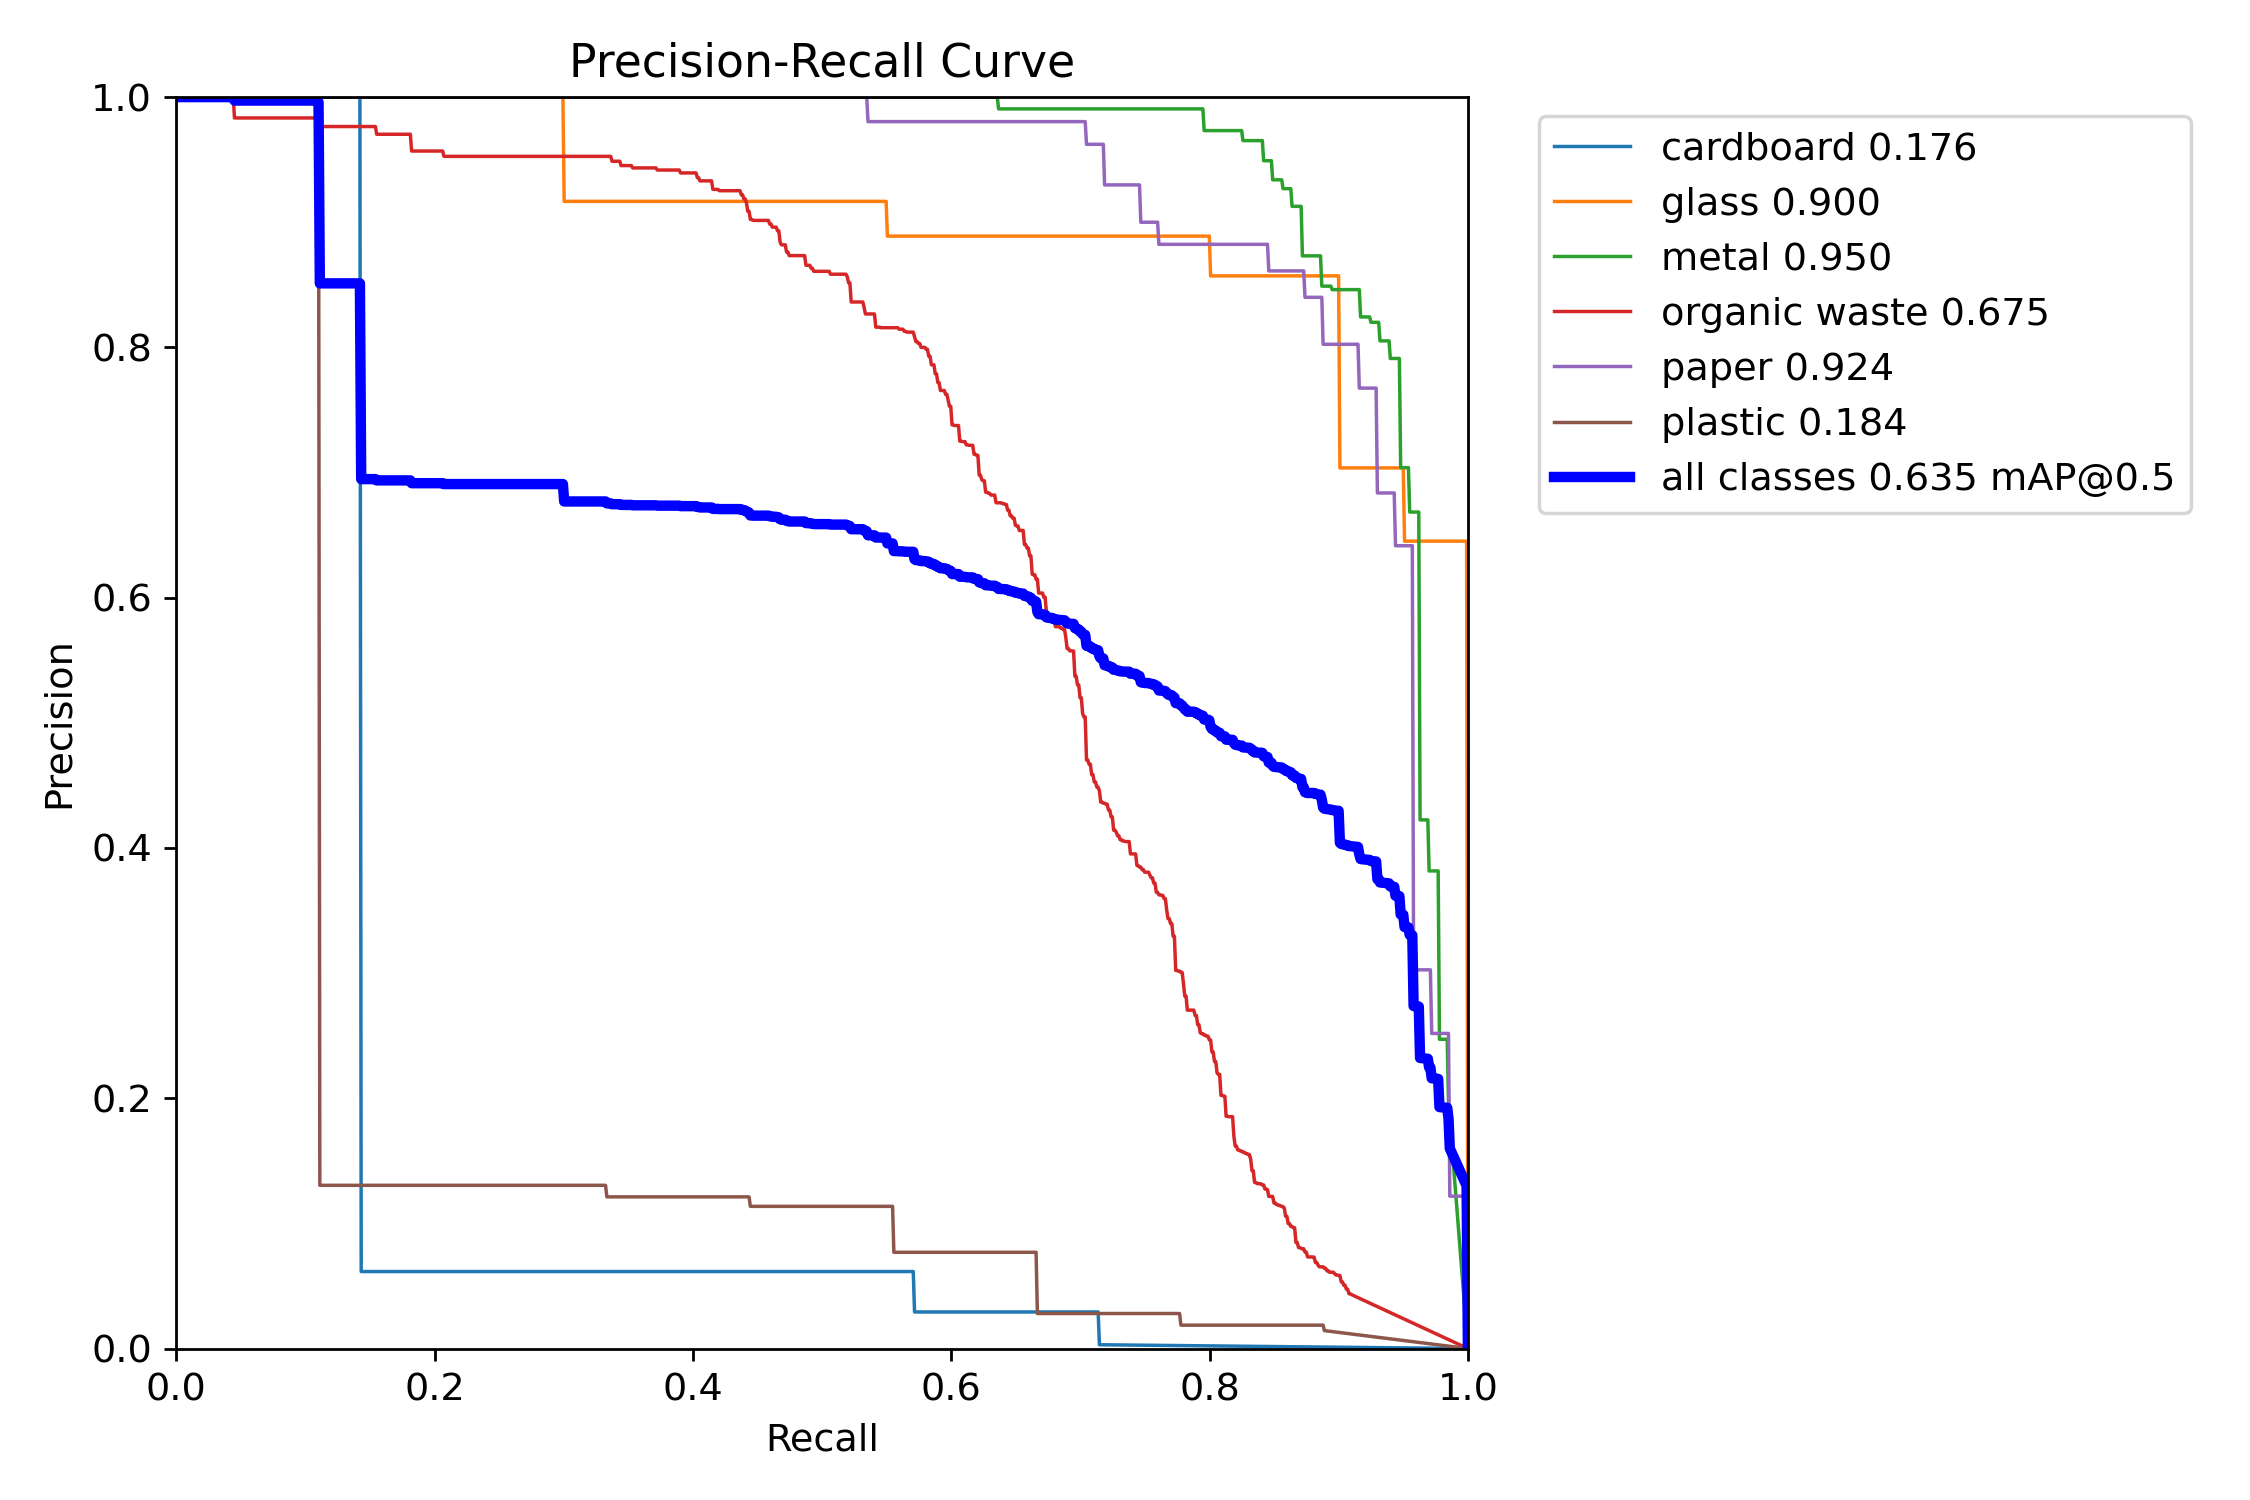 Precision-Recall Curve
1.0
0.8
0.6
0.4
0.2
0.0
Precision
0.0 0.2 0.4 0.6 0.8 1.0
Recall
cardboard 0.176
glass 0.900
metal 0.950
organic waste 0.675
paper 0.924
plastic 0.184
all classes 0.635 mAP@0.5